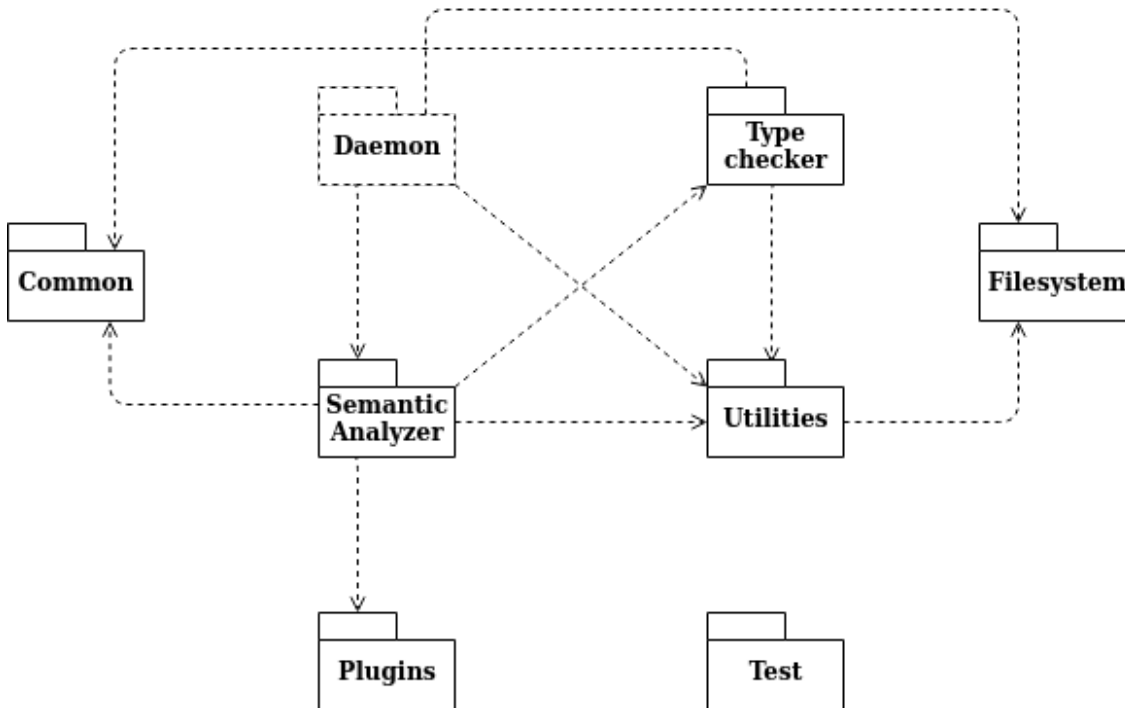 Daemon
Type
checker
Common
Filesystem
Semantic
Analyzer
Utilities
Plugins
Test